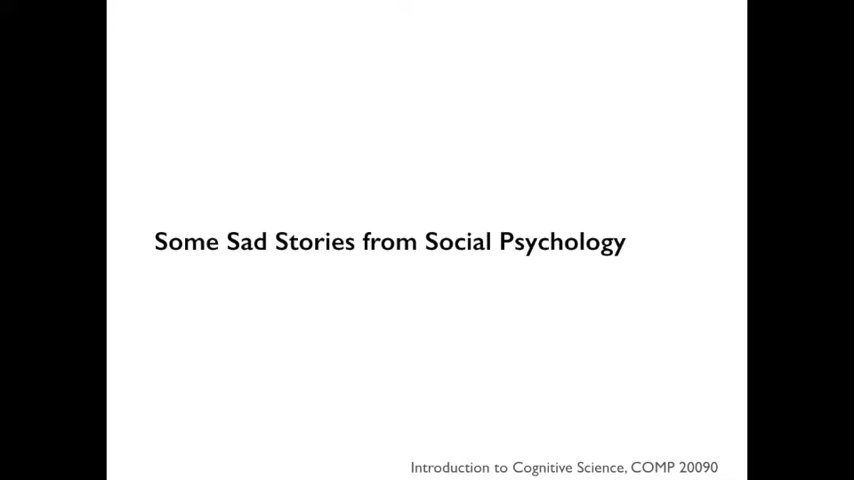 Some Sad Stories from Social Psychology
Introduction to Cognitive Science, COMP 20090